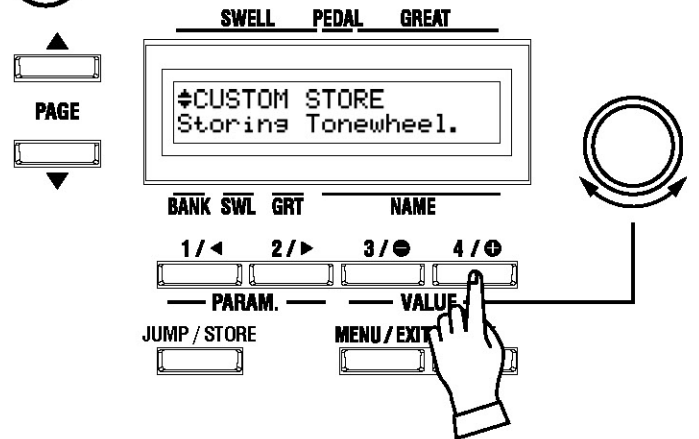 SWELL PEDAL GREAT
PAGE
CUSTOM STORE
Storing Tonewheel.
BANK SWL GRT NAME
1/◀ 2/▶ 3/⊖ 4/⊕
PARAM. VALUE
JUMP / STORE MENU / EXIT